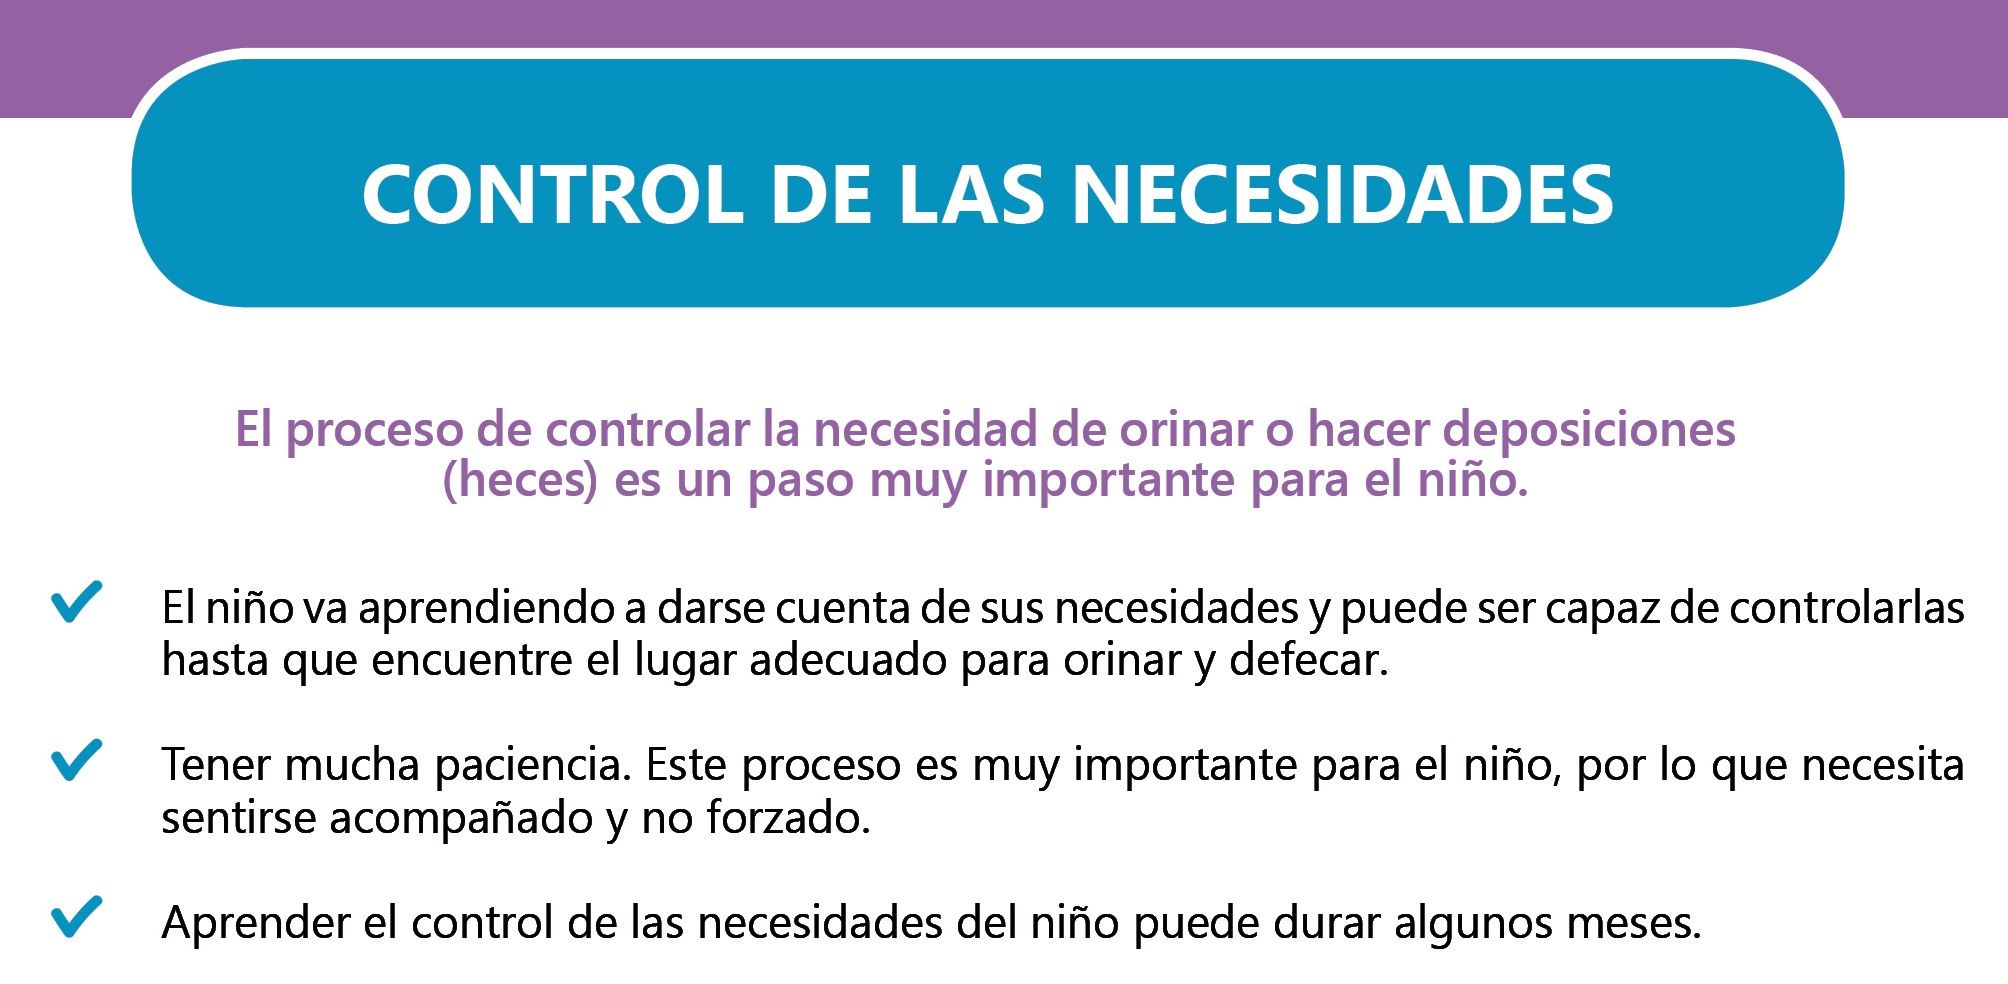 CONTROL DE LAS NECESIDADES
El proceso de controlar la necesidad de orinar o hacer deposiciones
(heces) es un paso muy importante para el niño.
El niño va aprendiendo a darse cuenta de sus necesidades y puede ser capaz de controlarlas
hasta que encuentre el lugar adecuado para orinar y defecar.
Tener mucha paciencia. Este proceso es muy importante para el niño, por lo que necesita
sentirse acompañado y no forzado.
Aprender el control de las necesidades del niño puede durar algunos meses.